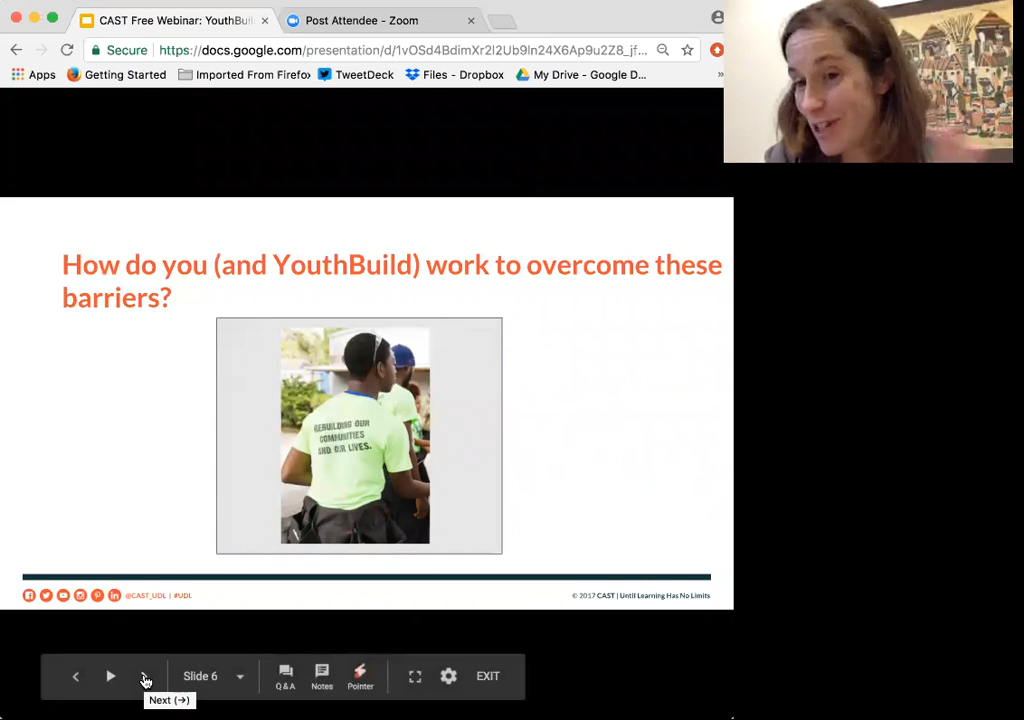 CAST Free Webinar: YouthBuil
Post Attendee - Zoom
Secure
https://docs.google.com/presentation/d/1vOSd4BdimXr2l2Ub9ln24X6Ap9u2Z8_jf...
Apps
Getting Started
Imported From Firefo
TweetDeck
Files - Dropbox
My Drive - Google D...
»
How do you (and YouthBuild) work to overcome these
barriers?
REBUILDING OUR
COMMUNITIES
AND OUR LIVES.
@CAST_UDL | #UDL
© 2017 CAST | Until Learning Has No Limits
Slide 6
Q & A
Notes
Pointer
EXIT
Next (→)